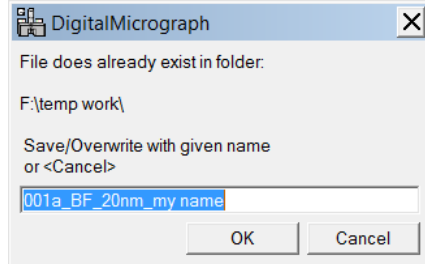 DigitalMicrograph
File does already exist in folder:
F:\temp work\
Save/Overwrite with given name
or <Cancel>
001a_BF_20nm_my name
OK Cancel